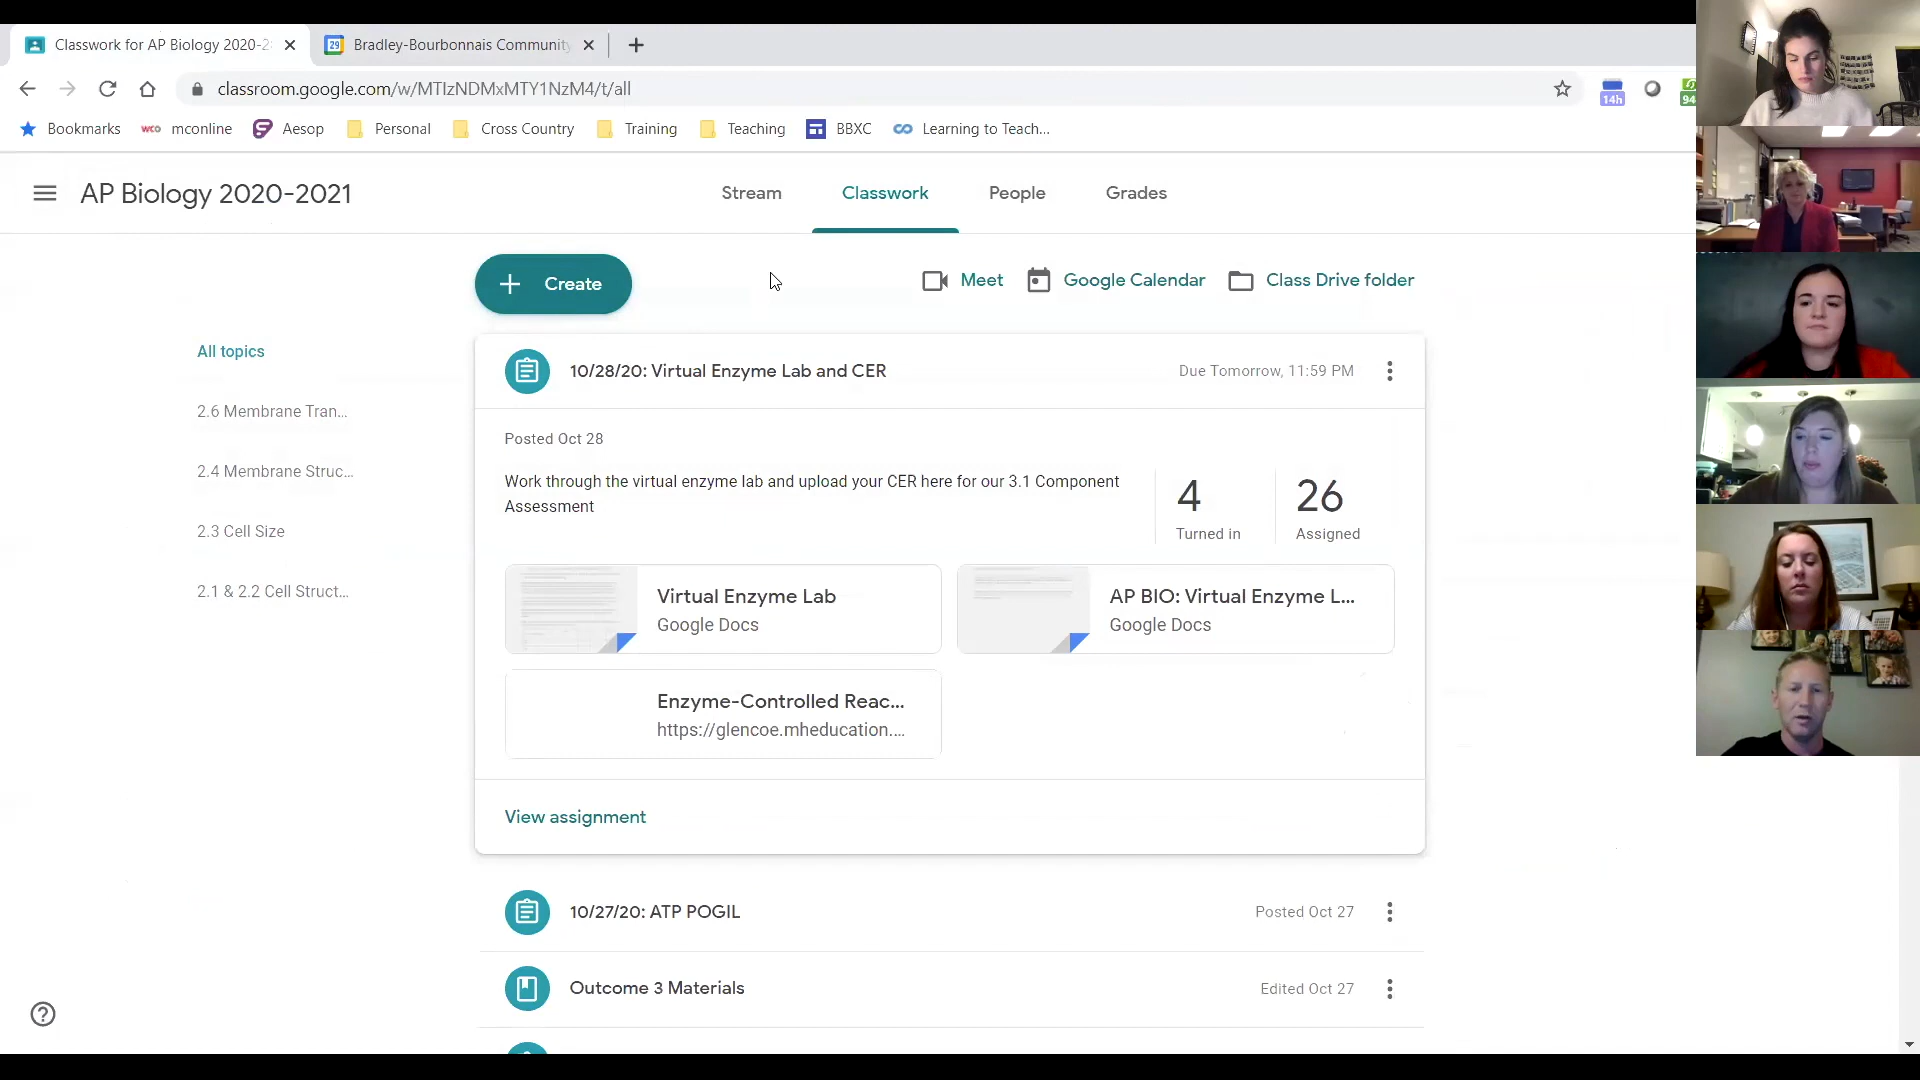 Classwork for AP Biology 2020-2
29
Bradley-Bourbonnais Community
classroom.google.com/w/MTIzNDMxMTY1NzM4/t/all
14h
94
Bookmarks
wco
mconline
Aesop
Personal
Cross Country
Training
Teaching
BBXC
Learning to Teach...
AP Biology 2020-2021
Stream
Classwork
People
Grades
Create
Meet
Google Calendar
Class Drive folder
All topics
2.6 Membrane Tran...
2.4 Membrane Struc...
2.3 Cell Size
2.1 & 2.2 Cell Struct...
10/28/20: Virtual Enzyme Lab and CER
Due Tomorrow, 11:59 PM
Posted Oct 28
Work through the virtual enzyme lab and upload your CER here for our 3.1 Component
Assessment
4
Turned in
26
Assigned
Virtual Enzyme Lab
Google Docs
AP BIO: Virtual Enzyme L...
Google Docs
Enzyme-Controlled Reac...
https://glencoe.mheducation....
View assignment
10/27/20: ATP POGIL
Posted Oct 27
Outcome 3 Materials
Edited Oct 27